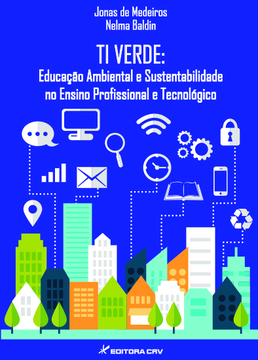 Jonas de Medeiros
Nelma Baldin
TI VERDE:
Educação Ambiental e Sustentabilidade
no Ensino Profissional e Tecnológico
EDITORA CRV